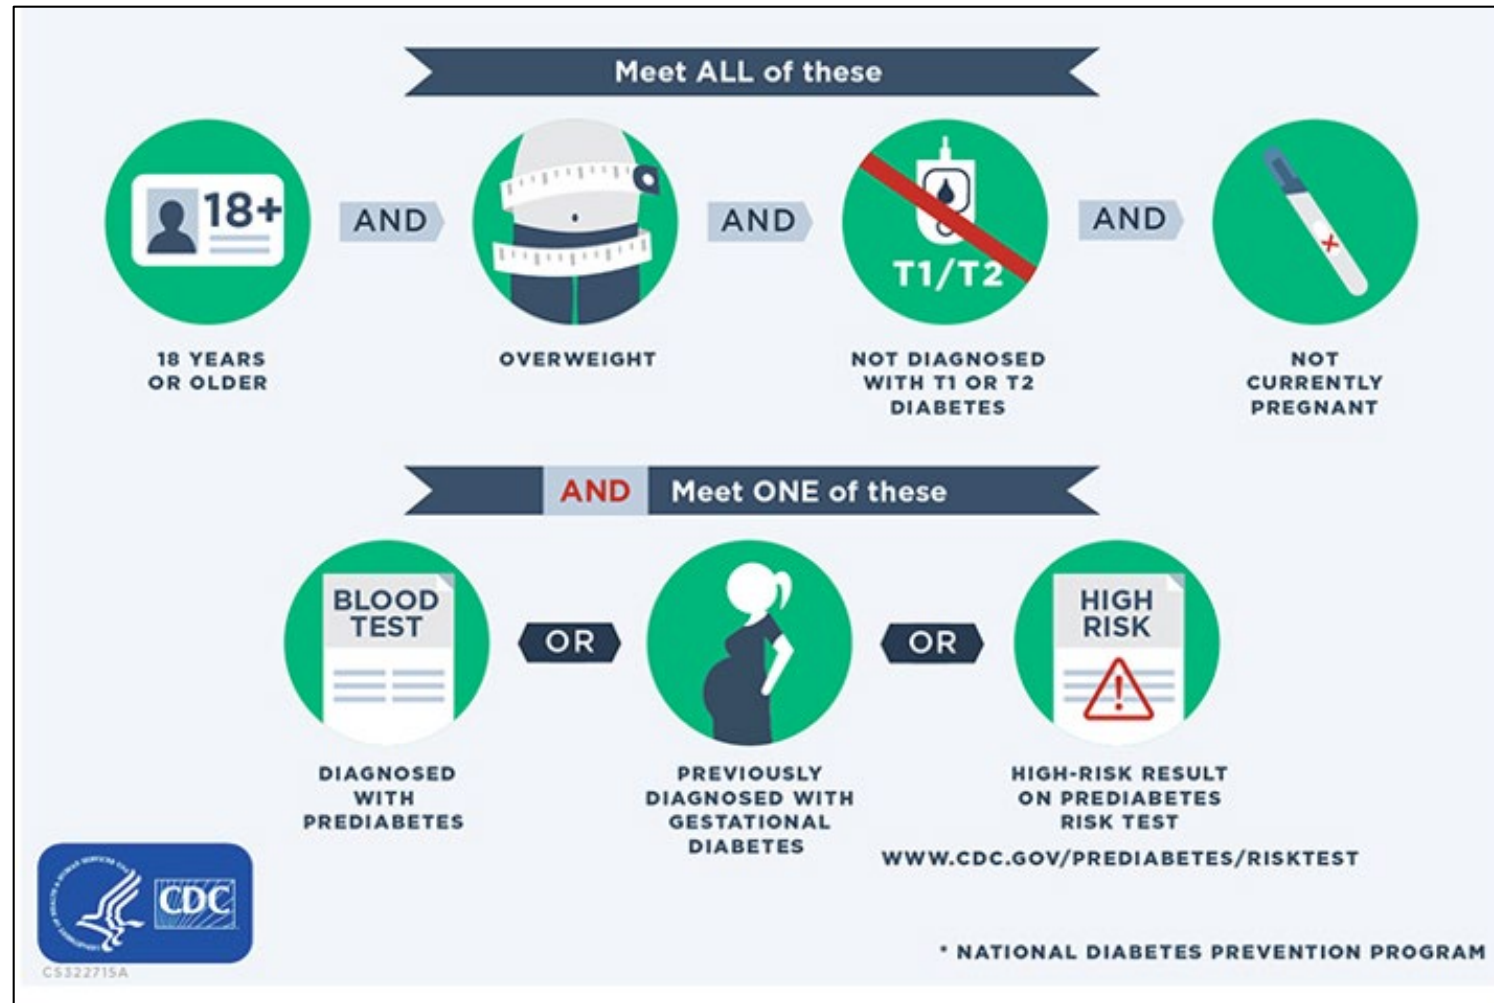 Meet ALL of these
18+
AND
AND
T1/T2
AND
18 YEARS
OR OLDER
OVERWEIGHT
NOT DIAGNOSED
WITH T1 OR T2
DIABETES
NOT
CURRENTLY
PREGNANT
AND Meet ONE of these
BLOOD
TEST
OR
OR
HIGH
RISK
DIAGNOSED
WITH
PREDIABETES
PREVIOUSLY
DIAGNOSED WITH
GESTATIONAL
DIABETES
HIGH-RISK RESULT
ON PREDIABETES
RISK TEST
WWW.CDC.GOV/PREDIABETES/RISKTEST
CDC
CS322715A
* NATIONAL DIABETES PREVENTION PROGRAM